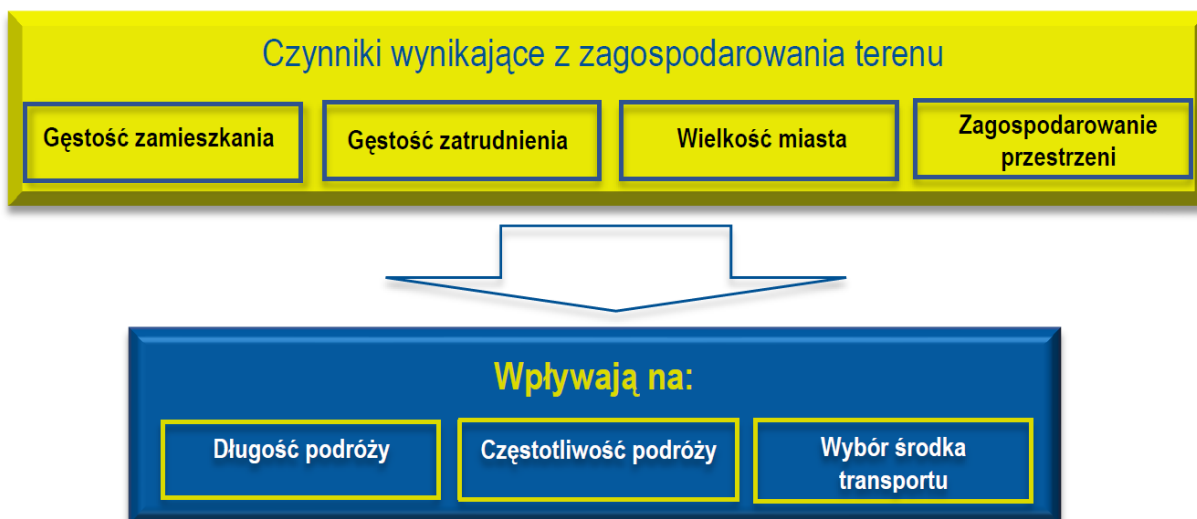 Czynniki wynikające z zagospodarowania terenu
Gęstość zamieszkania
Gęstość zatrudnienia
Wielkość miasta
Zagospodarowanie
przestrzeni
Wpływają na:
Długość podróży
Częstotliwość podróży
Wybór środka
transportu